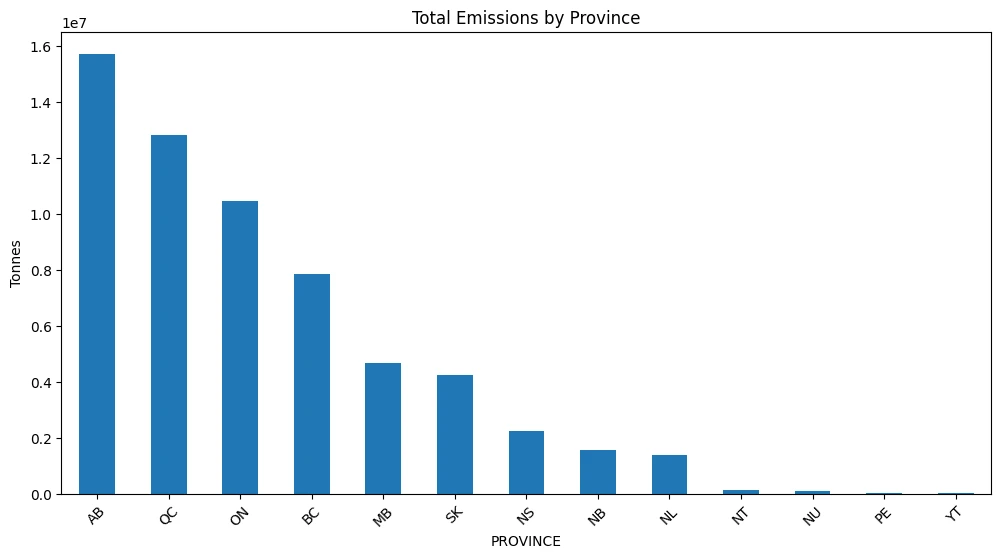 Total Emissions by Province
1e7
1.6
1.4
1.2
1.0
0.8
0.6
0.4
0.2
0.0
Tonnes
AB QC ON BC MB SK NS NB NL NT NU PE YT
PROVINCE